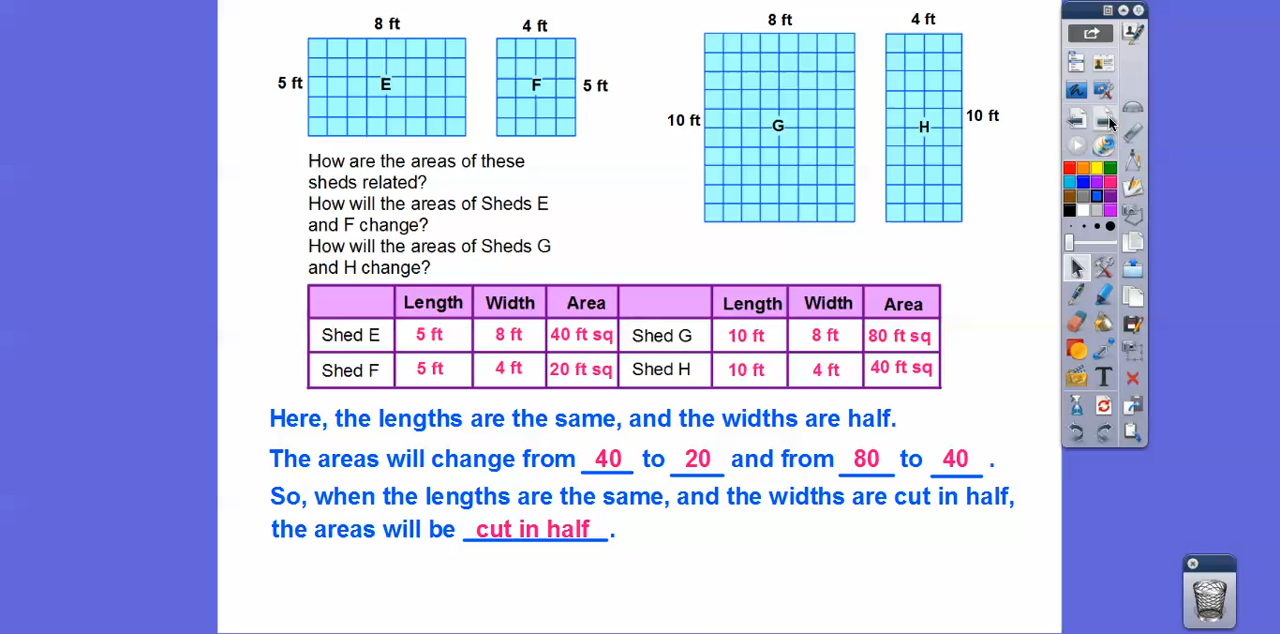 8 ft
4 ft
8 ft
4 ft
5 ft
E
F
5 ft
10 ft
G
H
10 ft
How are the areas of these
sheds related?
How will the areas of Sheds E
and F change?
How will the areas of Sheds G
and H change?
Length Width Area Length Width Area
Shed E 5 ft 8 ft 40 ft sq Shed G 10 ft 8 ft 80 ft sq
Shed F 5 ft 4 ft 20 ft sq Shed H 10 ft 4 ft 40 ft sq
Here, the lengths are the same, and the widths are half.
The areas will change from 40 to 20 and from 80 to 40 .
So, when the lengths are the same, and the widths are cut in half,
the areas will be cut in half .